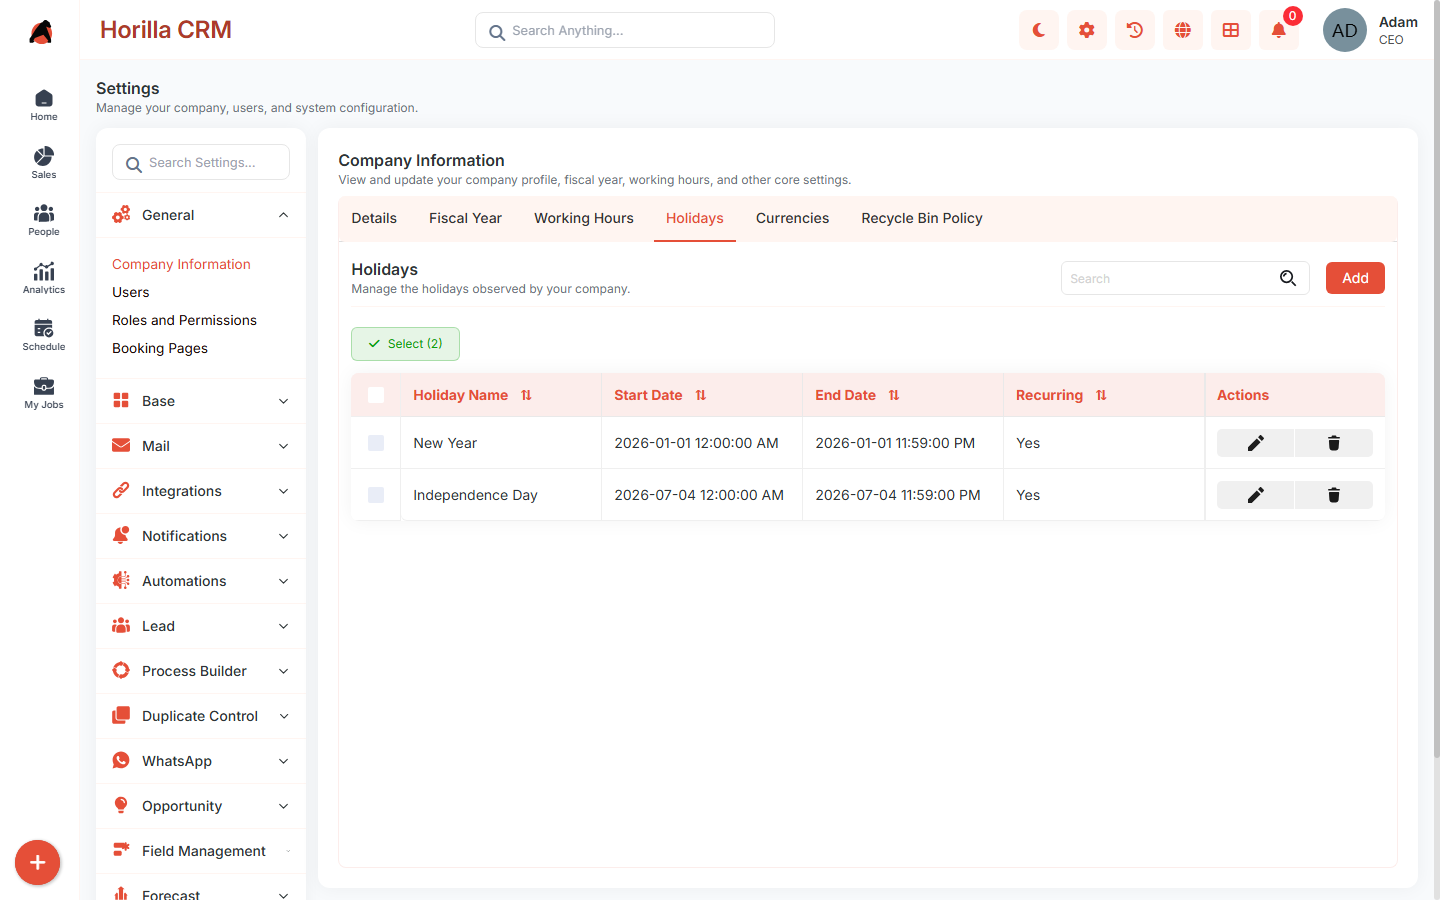 Horilla CRM
Search Anything...
0
AD
Adam
CEO
Home
Sales
People
Analytics
Schedule
My Jobs
Settings
Manage your company, users, and system configuration.
Search Settings...
General
Company Information
Users
Roles and Permissions
Booking Pages
Base
Mail
Integrations
Notifications
Automations
Lead
Process Builder
Duplicate Control
WhatsApp
Opportunity
Field Management
Forecast
Company Information
View and update your company profile, fiscal year, working hours, and other core settings.
Details Fiscal Year Working Hours Holidays Currencies Recycle Bin Policy
Holidays
Manage the holidays observed by your company.
Search
Add
Select (2)
Holiday Name Start Date End Date Recurring Actions
New Year 2026-01-01 12:00:00 AM 2026-01-01 11:59:00 PM Yes
Independence Day 2026-07-04 12:00:00 AM 2026-07-04 11:59:00 PM Yes